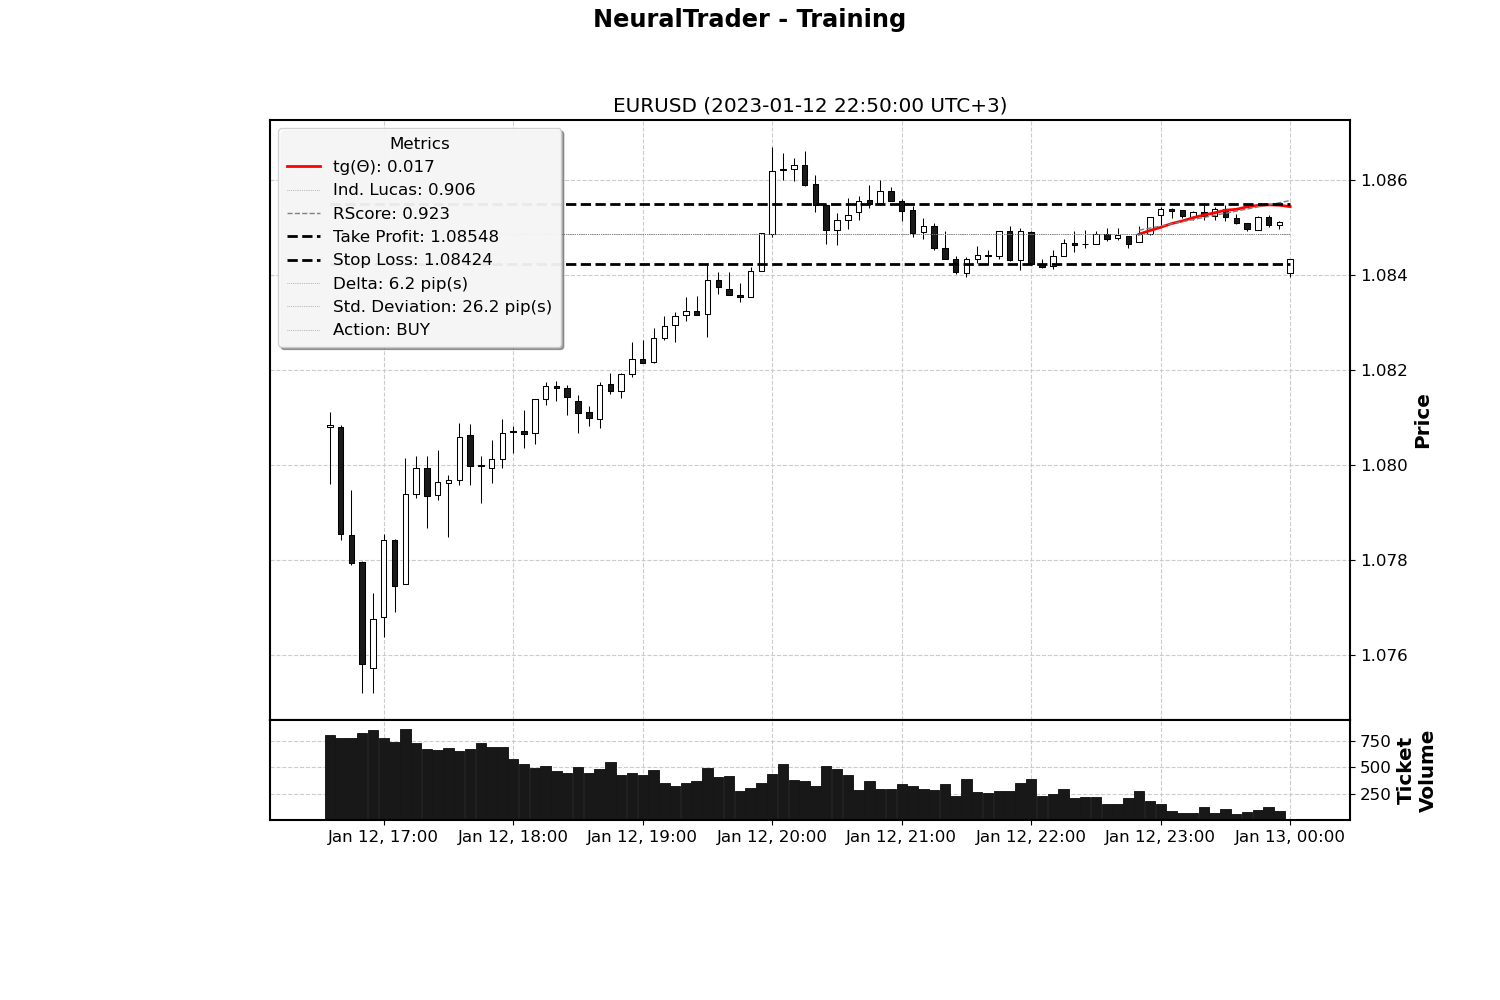 NeuralTrader - Training
EURUSD (2023-01-12 22:50:00 UTC+3)
Metrics
tg(Θ): 0.017
Ind. Lucas: 0.906
RScore: 0.923
Take Profit: 1.08548
Stop Loss: 1.08424
Delta: 6.2 pip(s)
Std. Deviation: 26.2 pip(s)
Action: BUY
1.086
1.084
1.082
1.080
1.078
1.076
Price
750
500
250
Ticket
Volume
Jan 12, 17:00
Jan 12, 18:00
Jan 12, 19:00
Jan 12, 20:00
Jan 12, 21:00
Jan 12, 22:00
Jan 12, 23:00
Jan 13, 00:00